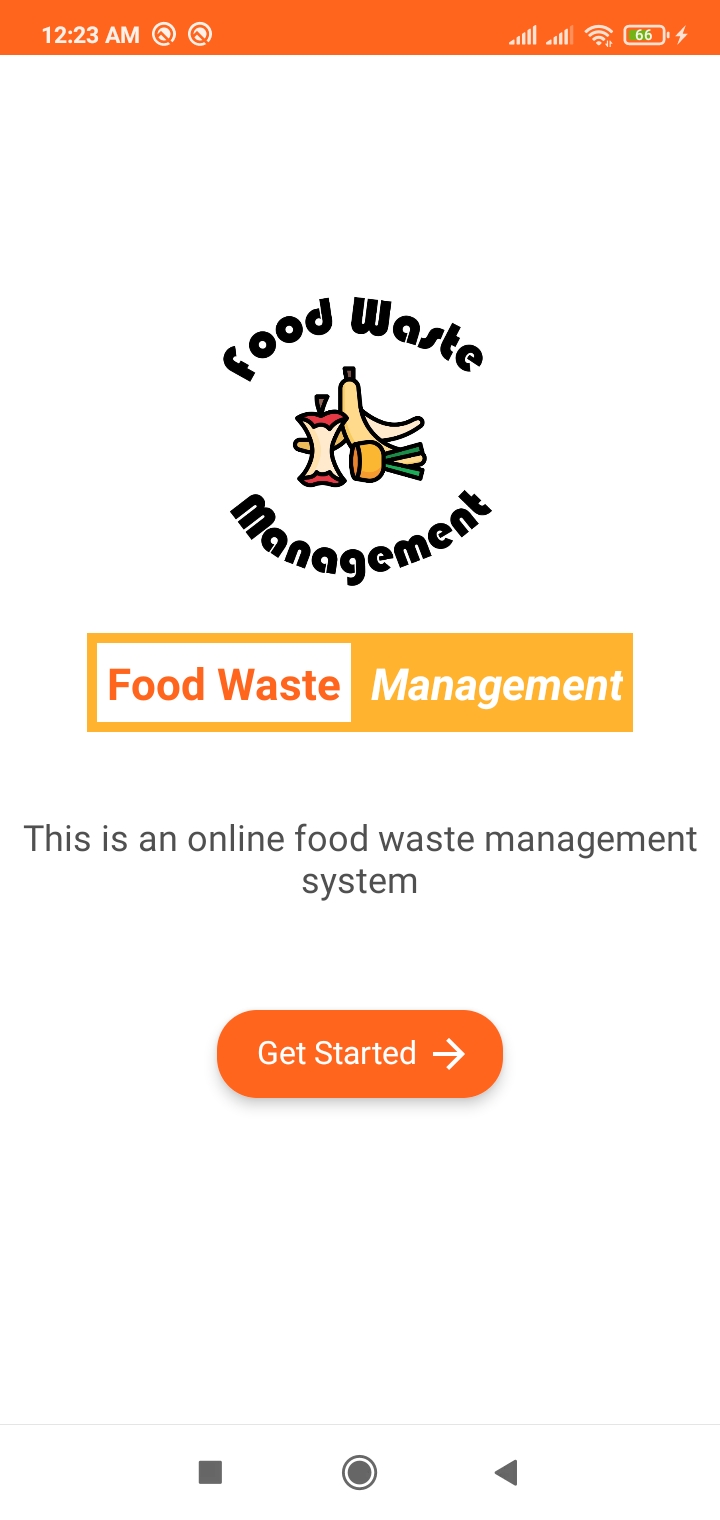 12:23 AM 66
Food Waste
Management
Food Waste Management
This is an online food waste management
system
Get Started